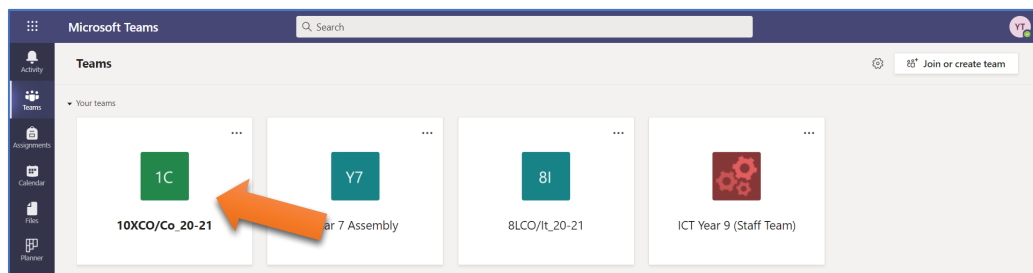 Microsoft Teams
Search
YT
Activity
Teams
Assignments
Calendar
Files
Planner
Teams
Join or create team
Your teams
1C
Y7
8I
10XCO/Co_20-21
ar 7 Assembly
8LCO/It_20-21
ICT Year 9 (Staff Team)